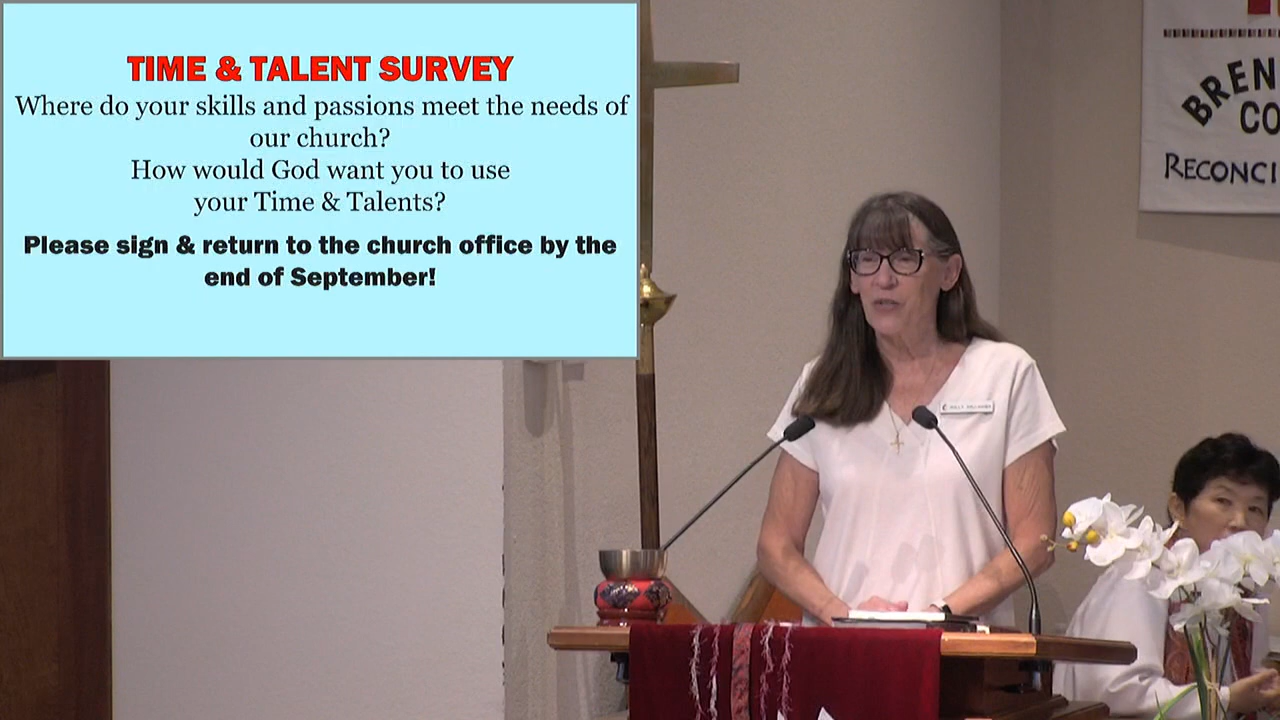 TIME & TALENT SURVEY
Where do your skills and passions meet the needs of
our church?
How would God want you to use
your Time & Talents?
Please sign & return to the church office by the
end of September!
BREN
CO
RECONCI